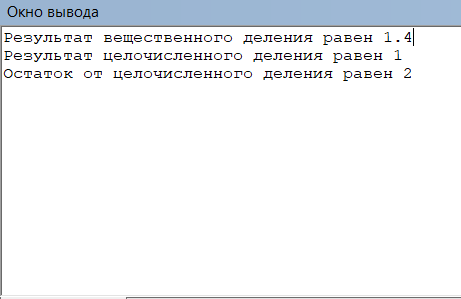 Окно вывода
Результат вещественного деления равен 1.4
Результат целочисленного деления равен 1
Остаток от целочисленного деления равен 2